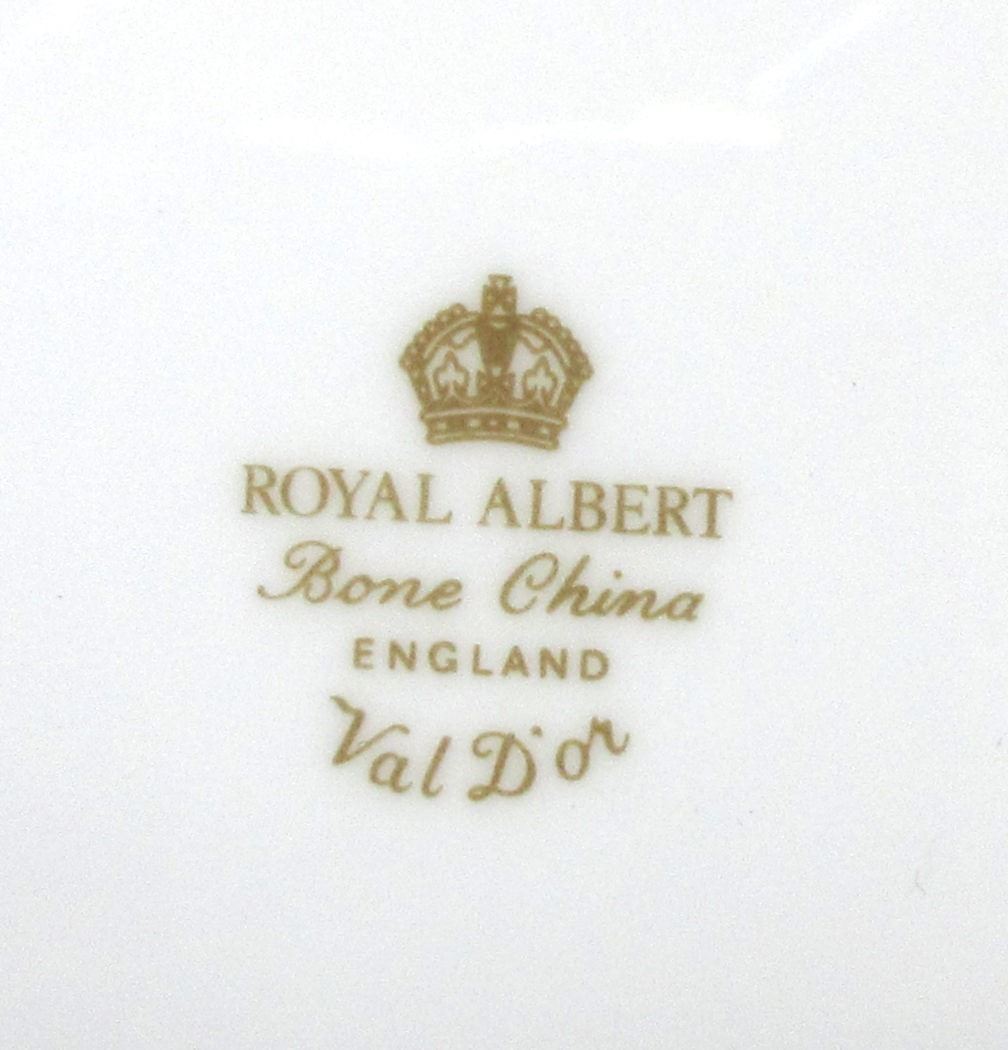 ROYAL ALBERT
Bone China
ENGLAND
Val D'or